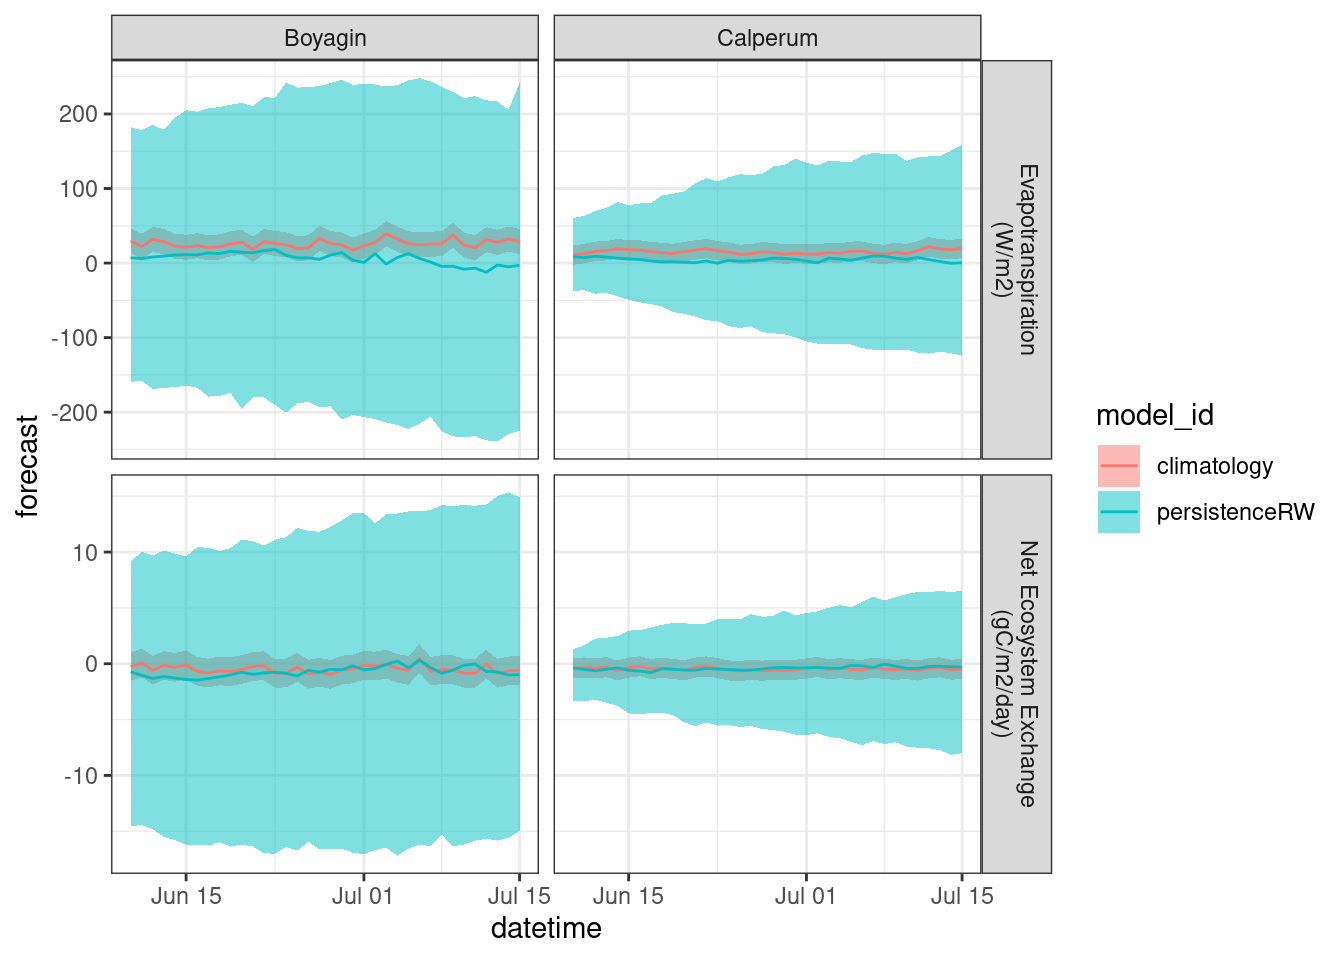 Boyagin
Calperum
200
100
0
-100
-200
Evapotranspiration
(W/m2)
10
0
-10
Net Ecosystem Exchange
(gC/m2/day)
forecast
Jun 15
Jul 01
Jul 15
Jun 15
Jul 01
Jul 15
datetime
model_id
climatology
persistenceRW